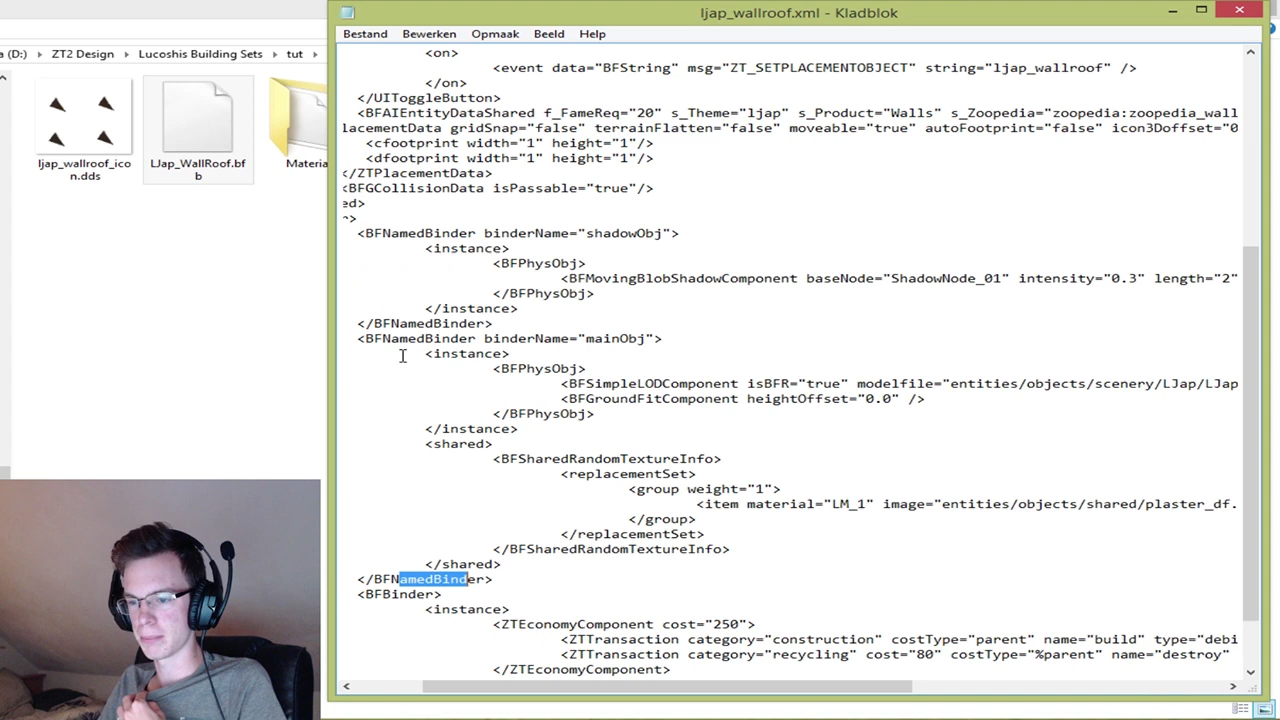 ljap_wallroof.xml - Kladblok
a (D:) ZT2 Design Lucoshis Building Sets tut
Bestand Bewerken Opmaak Beeld Help
ljap_wallroof_ico
n.dds
LJap_WallRoof.bf
b
Materia
<on>
<event data="BFString" msg="ZT_SETPLACEMENTOBJECT" string="ljap_wallroof" />
</on>
</UIToggleButton>
<BFAIEntityDataShared f_FameReq="20" s_Theme="ljap" s_Product="Walls" s_Zoopedia="zoopedia:zoopedia_wall
lacementData gridSnap="false" terrainFlatten="false" moveable="true" autoFootprint="false" icon3Doffset="0
<cfootprint width="1" height="1"/>
<dfootprint width="1" height="1"/>
</ZTPlacementData>
<BFGCollisionData isPassable="true"/>
ed>
r>
<BFNamedBinder binderName="shadowObj">
<instance>
<BFPhysObj>
<BFMovingBlobShadowComponent baseNode="ShadowNode_01" intensity="0.3" length="2"
</BFPhysObj>
</instance>
</BFNamedBinder>
<BFNamedBinder binderName="mainObj">
<instance>
<BFPhysObj>
<BFSimpleLODComponent isBFR="true" modelfile="entities/objects/scenery/LJap/LJap
<BFGroundFitComponent heightOffset="0.0" />
</BFPhysObj>
</instance>
<shared>
<BFSharedRandomTextureInfo>
<replacementSet>
<group weight="1">
<item material="LM_1" image="entities/objects/shared/plaster_df.
</group>
</replacementSet>
</BFSharedRandomTextureInfo>
</shared>
</BFNamedBinder>
<BFBinder>
<instance>
<ZTEconomyComponent cost="250">
<ZTTransaction category="construction" costType="parent" name="build" type="debi
<ZTTransaction category="recycling" cost="80" costType="%parent" name="destroy"
</ZTEconomyComponent>